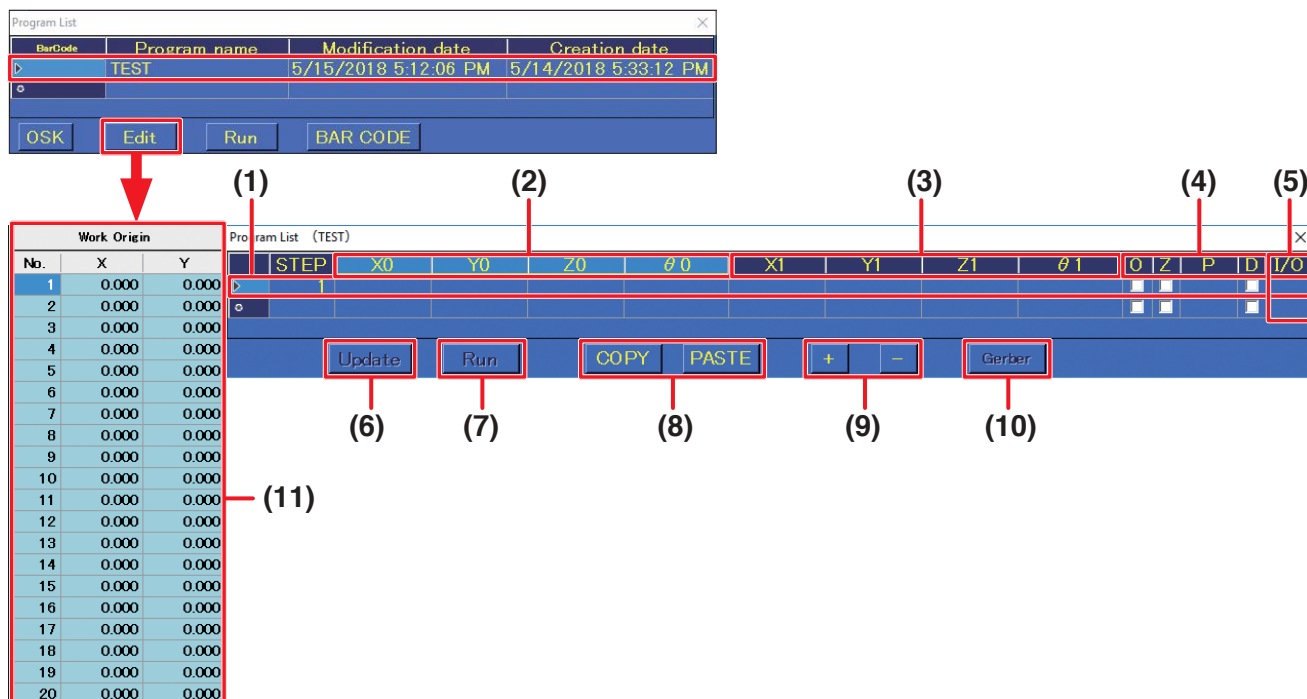 Program List
BarCode Program name Modification date Creation date
TEST 5/15/2018 5:12:06 PM 5/14/2018 5:33:12 PM
OSK Edit Run BAR CODE
(1) (2) (3) (4) (5)
Work Origin
Program List (TEST)
No. X Y
STEP X0 Y0 Z0 θ0 X1 Y1 Z1 θ1 O Z P D I/O
1 0.000 0.000
1
2 0.000 0.000
3 0.000 0.000
4 0.000 0.000
Update Run COPY PASTE + − Gerber
5 0.000 0.000
6 0.000 0.000
7 0.000 0.000
(6) (7) (8) (9) (10)
8 0.000 0.000
9 0.000 0.000
10 0.000 0.000
11 0.000 0.000
(11)
12 0.000 0.000
13 0.000 0.000
14 0.000 0.000
15 0.000 0.000
16 0.000 0.000
17 0.000 0.000
18 0.000 0.000
19 0.000 0.000
20 0.000 0.000